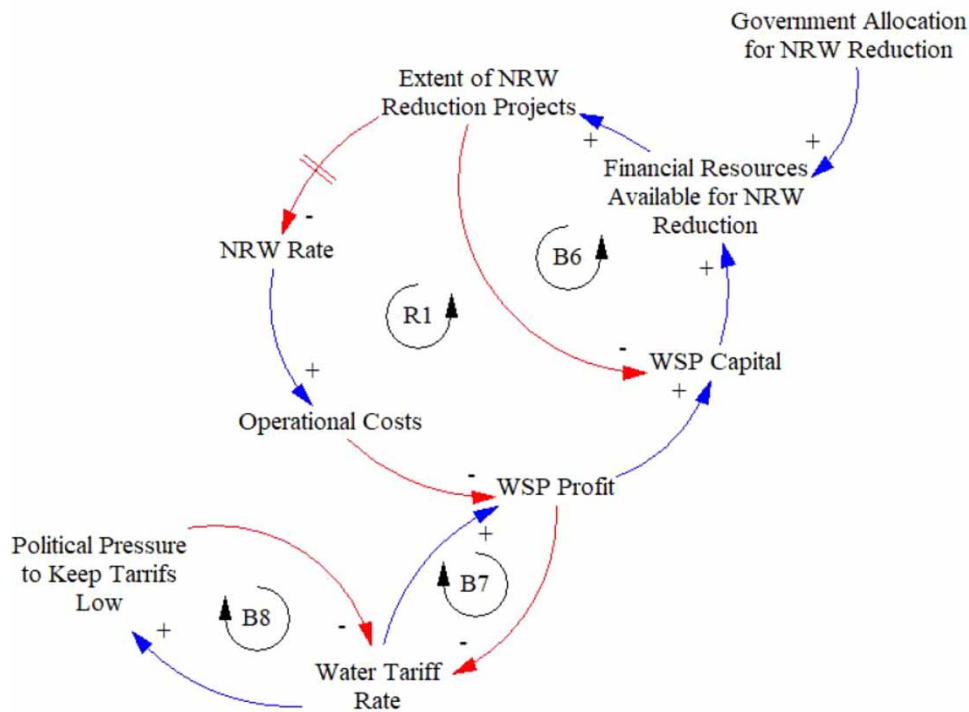 Government Allocation
for NRW Reduction
Extent of NRW
Reduction Projects
+
+
Financial Resources
Available for NRW
Reduction
-
NRW Rate
B6
+
R1
-
WSP Capital
+
+
Operational Costs
-
WSP Profit
+
Political Pressure
to Keep Tarrifs
Low
B7
B8
+
-
-
Water Tariff
Rate